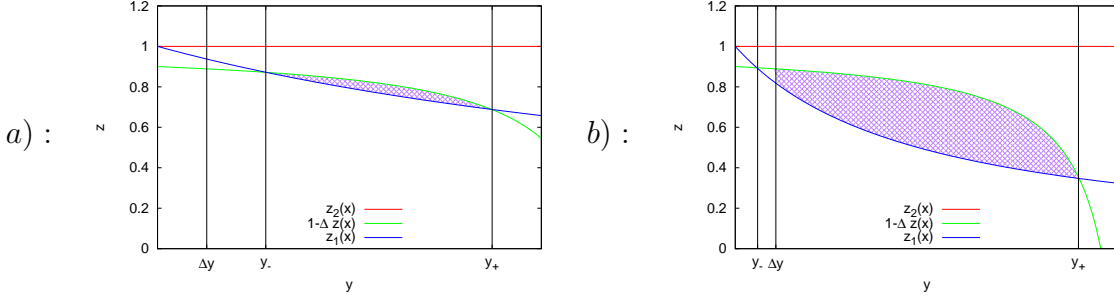 a) :
1.2
1
0.8
0.6
0.4
0.2
0
z
z₂(x)
1-Δ z(x)
z₁(x)
Δy
y₋
y₊
y
b) :
1.2
1
0.8
0.6
0.4
0.2
0
z
z₂(x)
1-Δ z(x)
z₁(x)
y₋
Δy
y₊
y